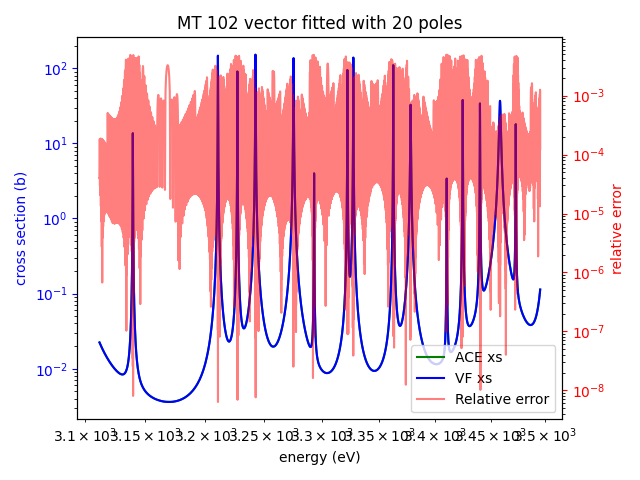 MT 102 vector fitted with 20 poles
cross section (b)
10²
10¹
10⁰
10⁻¹
10⁻²
relative error
10⁻³
10⁻⁴
10⁻⁵
10⁻⁶
10⁻⁷
10⁻⁸
ACE xs
VF xs
Relative error
3.1 × 10³ 3.15 × 10³ 3.2 × 10³ 3.25 × 10³ 3.3 × 10³ 3.35 × 10³ 3.4 × 10³ 3.45 × 10³ 3.5 × 10³
energy (eV)